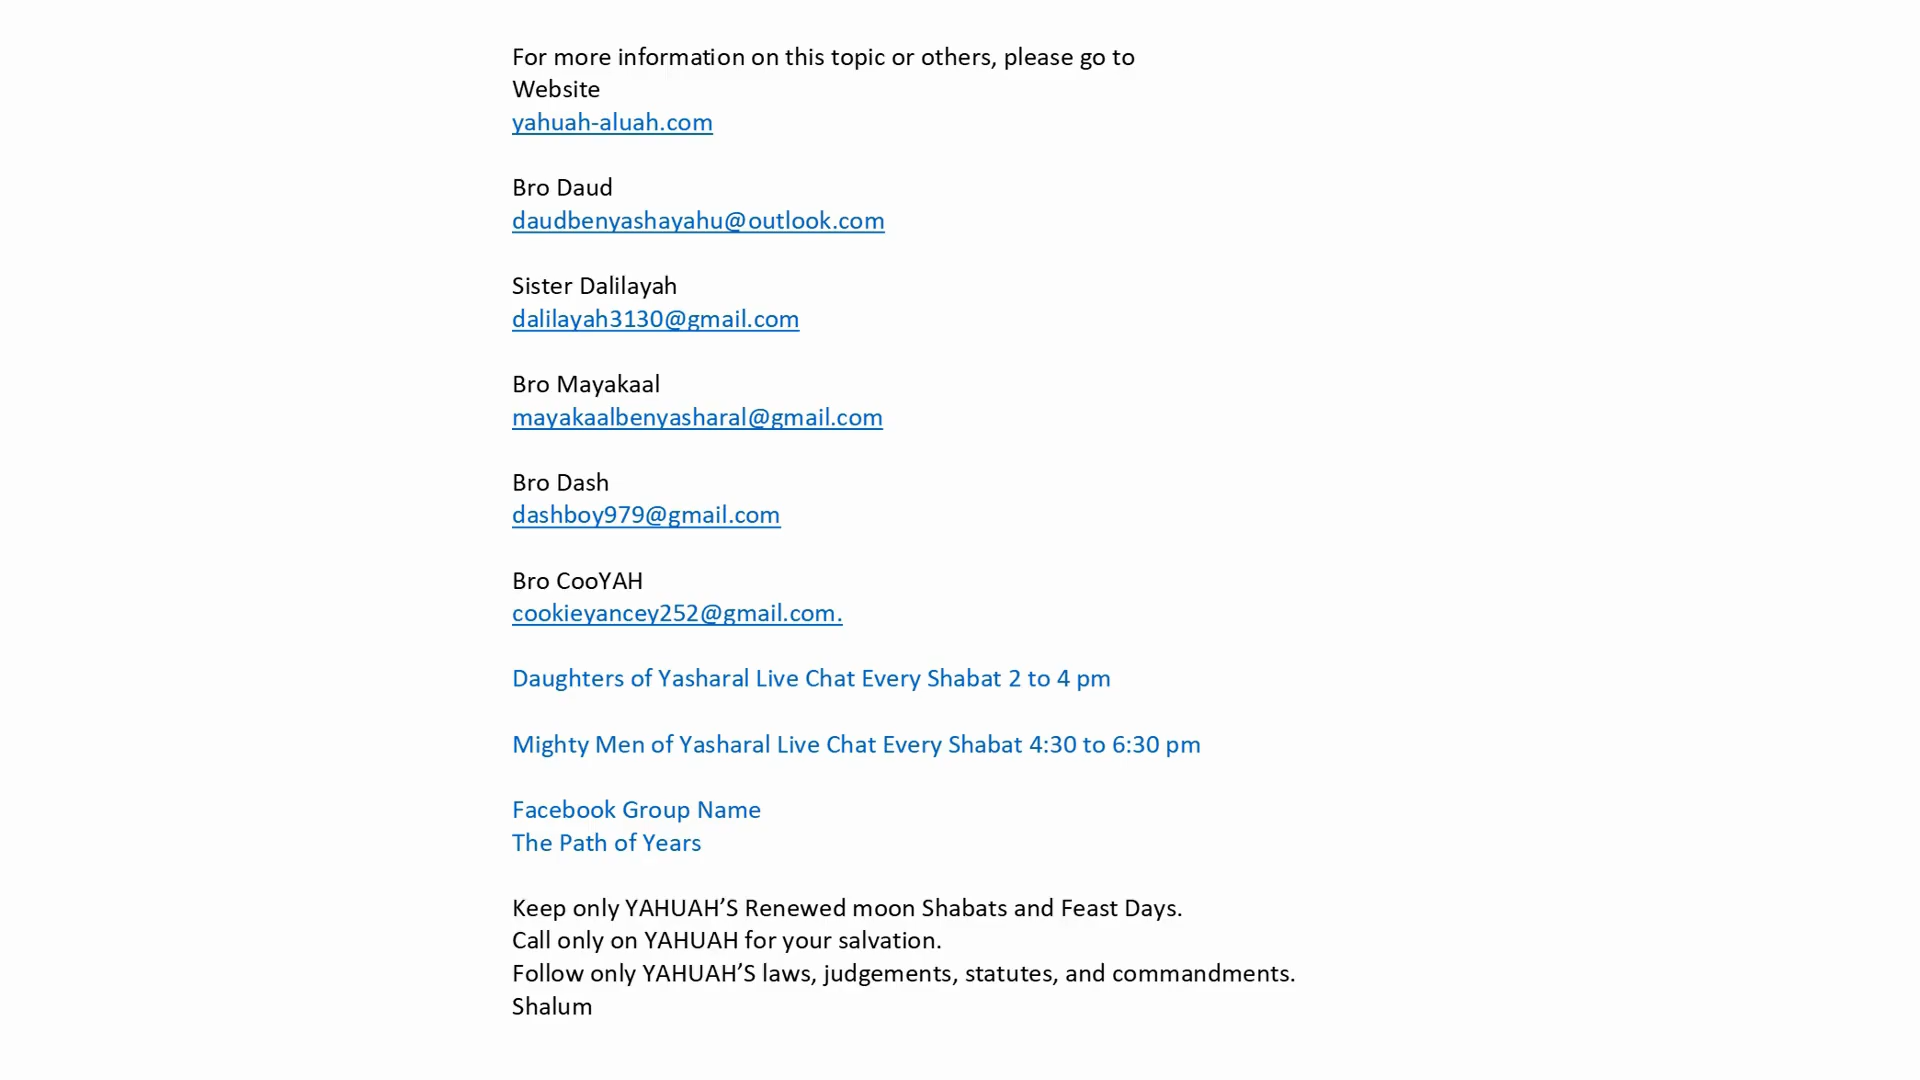 For more information on this topic or others, please go to
Website
yahuah-aluah.com
Bro Daud
daudbenyashayahu@outlook.com
Sister Dalilayah
dalilayah3130@gmail.com
Bro Mayakaal
mayakaalbenyasharal@gmail.com
Bro Dash
dashboy979@gmail.com
Bro CooYAH
cookieyancey252@gmail.com.
Daughters of Yasharal Live Chat Every Shabat 2 to 4 pm
Mighty Men of Yasharal Live Chat Every Shabat 4:30 to 6:30 pm
Facebook Group Name
The Path of Years
Keep only YAHUAH’S Renewed moon Shabats and Feast Days.
Call only on YAHUAH for your salvation.
Follow only YAHUAH’S laws, judgements, statutes, and commandments.
Shalum